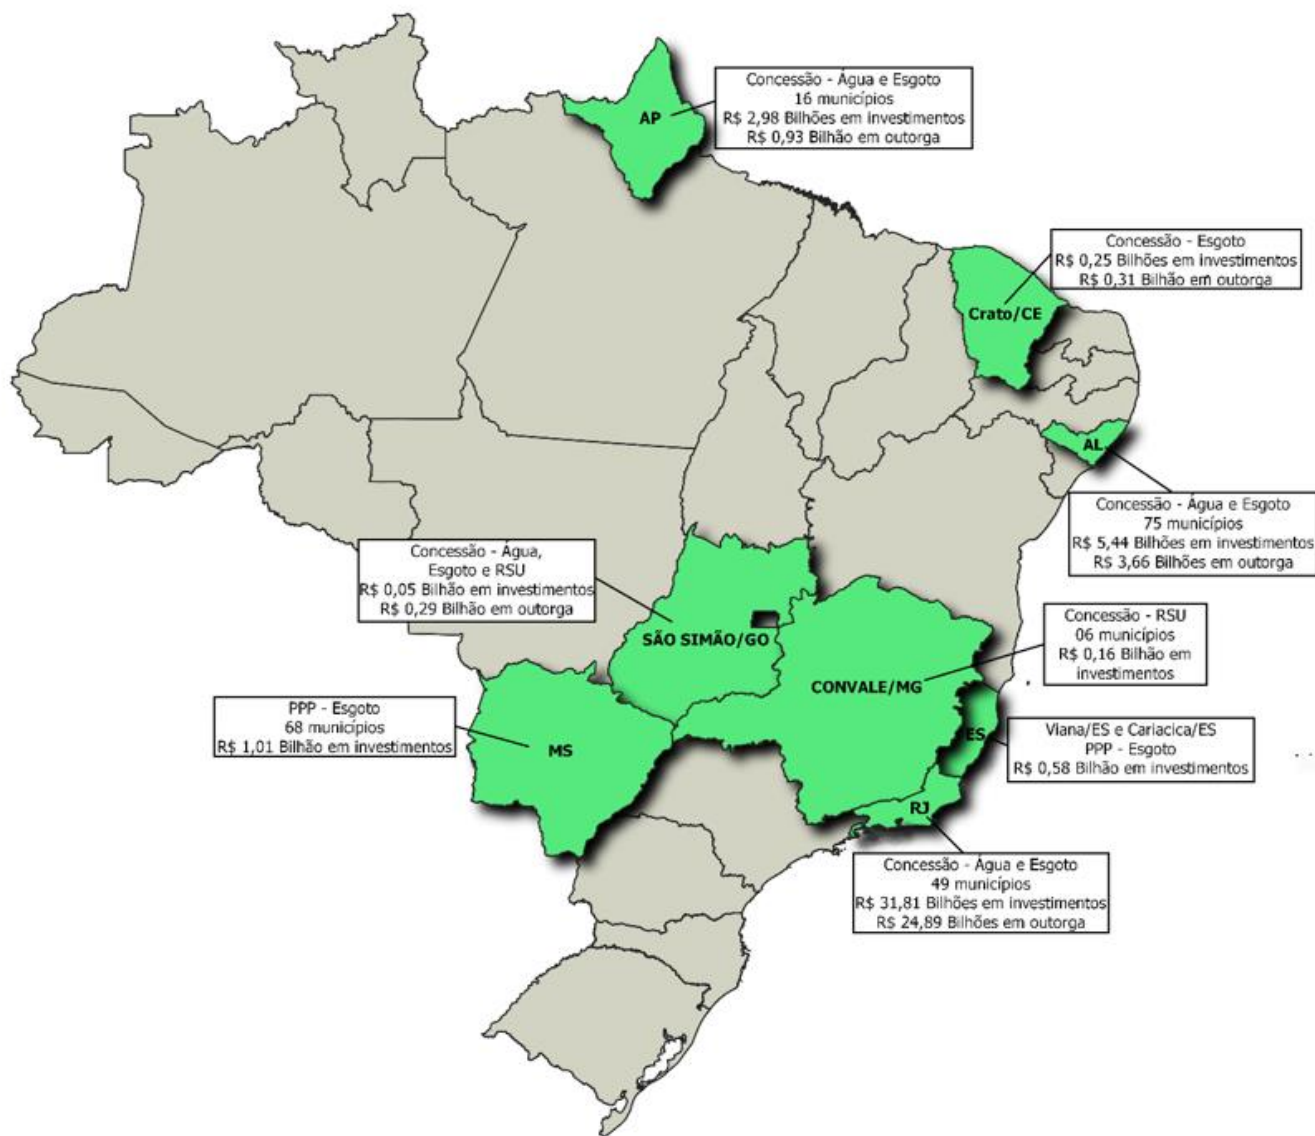 Concessão - Água e Esgoto
16 municípios
R$ 2,98 Bilhões em investimentos
R$ 0,93 Bilhão em outorga
AP
Concessão - Esgoto
R$ 0,25 Bilhões em investimentos
R$ 0,31 Bilhão em outorga
Crato/CE
AL
Concessão - Água e Esgoto
75 municípios
R$ 5,44 Bilhões em investimentos
R$ 3,66 Bilhões em outorga
Concessão - Água,
Esgoto e RSU
R$ 0,05 Bilhão em investimentos
R$ 0,29 Bilhão em outorga
SÃO SIMÃO/GO
Concessão - RSU
06 municípios
R$ 0,16 Bilhão em
investimentos
CONVALE/MG
PPP - Esgoto
68 municípios
R$ 1,01 Bilhão em investimentos
MS
Viana/ES e Cariacica/ES
PPP - Esgoto
R$ 0,58 Bilhão em investimentos
ES
RJ
Concessão - Água e Esgoto
49 municípios
R$ 31,81 Bilhões em investimentos
R$ 24,89 Bilhões em outorga